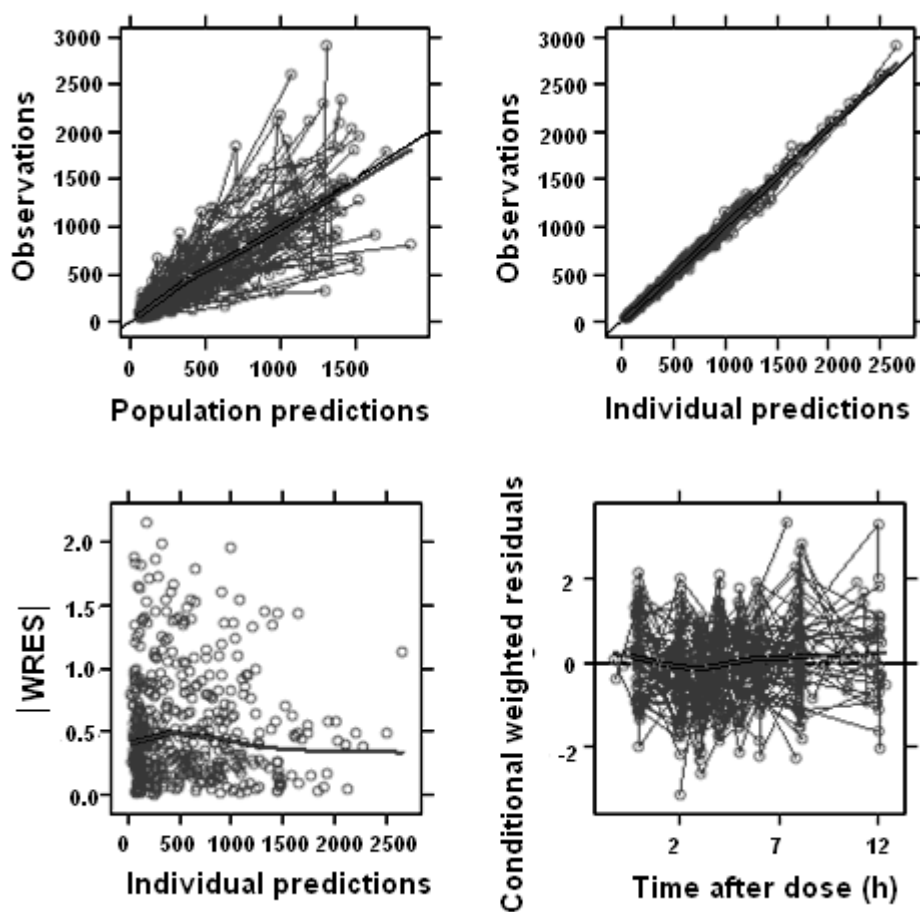 3000
2500
2000
1500
1000
500
0
Observations
0 500 1000 1500
Population predictions
3000
2500
2000
1500
1000
500
0
Observations
0 500 1000 1500 2000 2500
Individual predictions
2.0
1.5
1.0
0.5
0.0
|WRES|
0 500 1000 1500 2000 2500
Individual predictions
2
0
-2
Conditional weighted residuals
2 7 12
Time after dose (h)